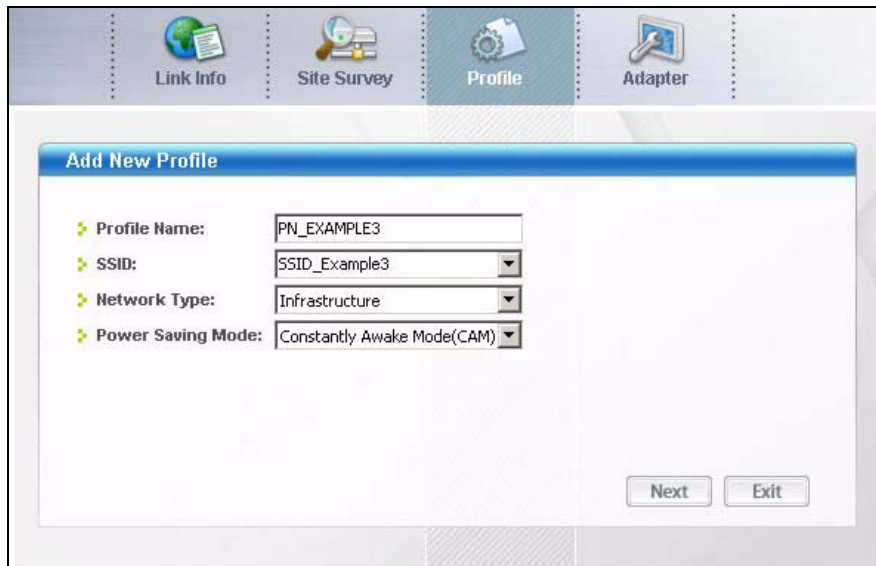 Link Info
Site Survey
Profile
Adapter
Add New Profile
Profile Name: PN_EXAMPLE3
SSID: SSID_Example3
Network Type: Infrastructure
Power Saving Mode: Constantly Awake Mode(CAM)
Next
Exit